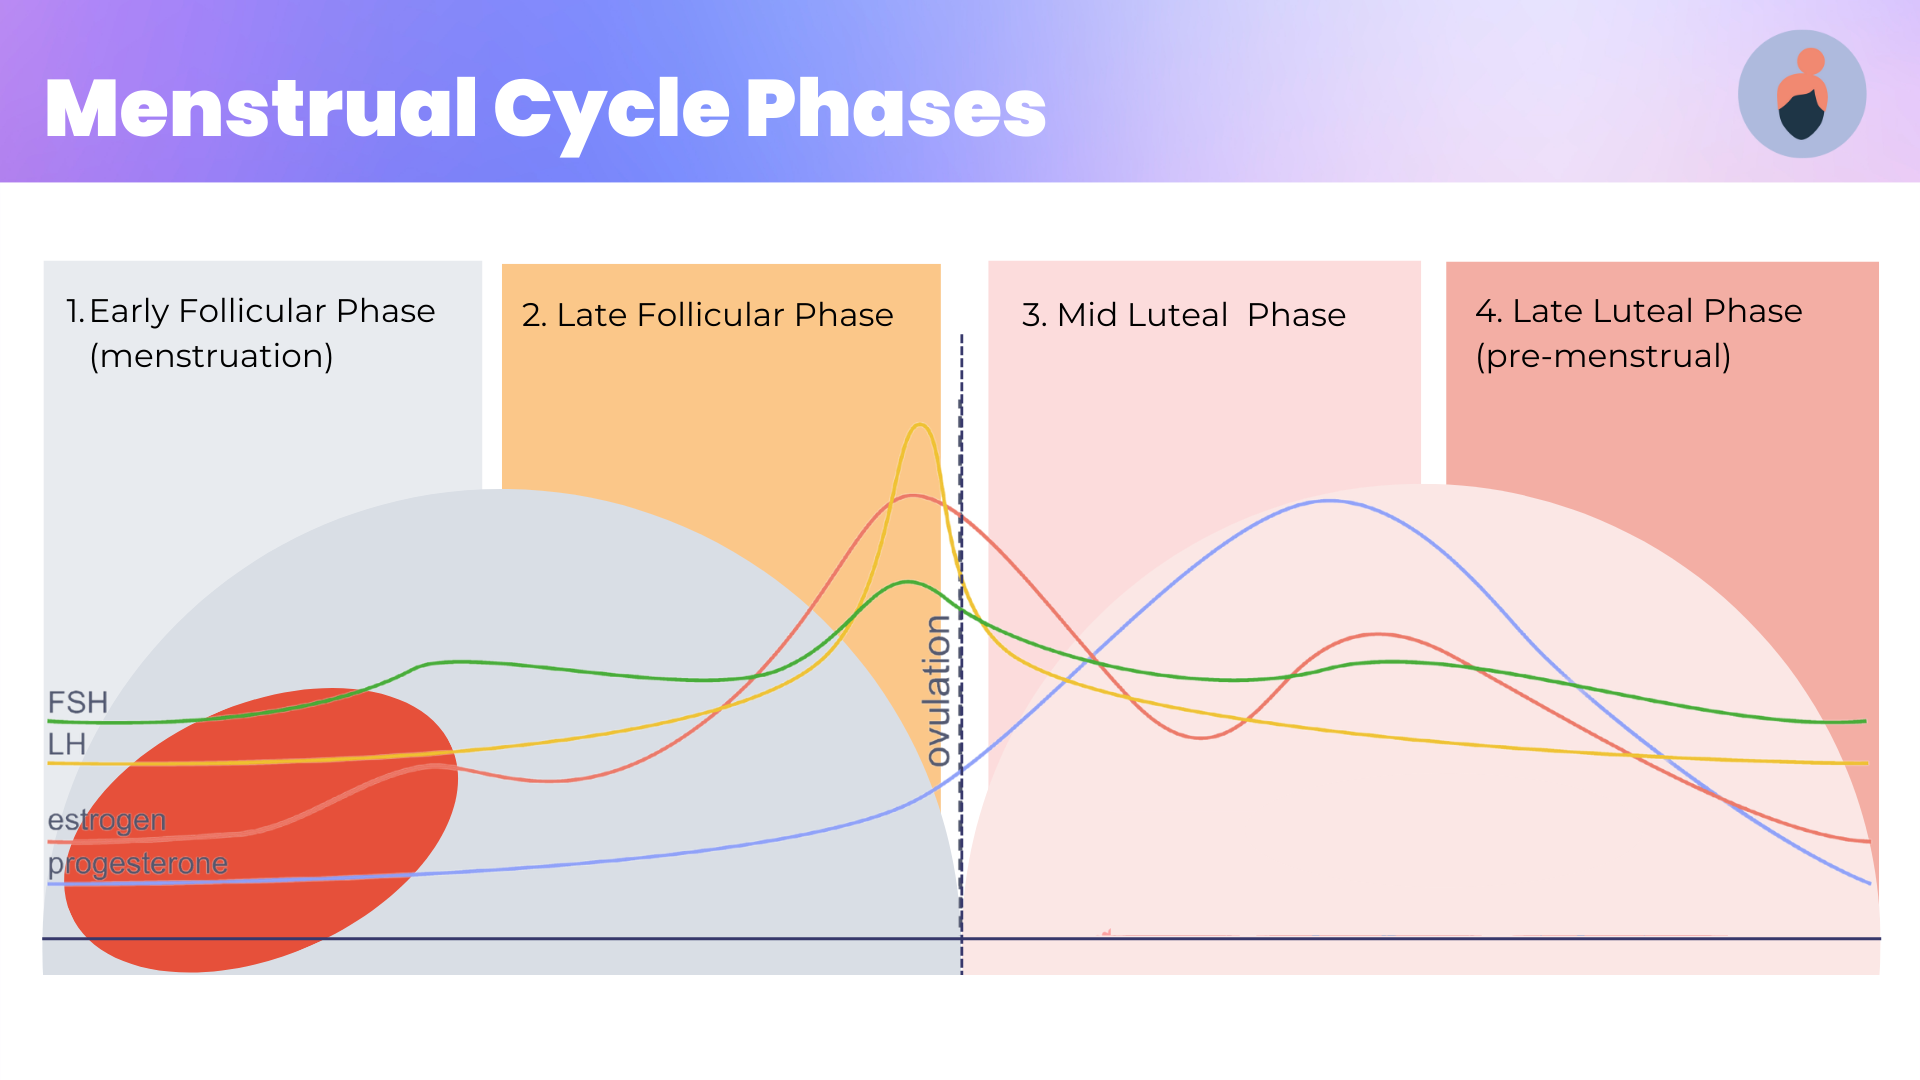 Menstrual Cycle Phases
1. Early Follicular Phase
(menstruation)
2. Late Follicular Phase
3. Mid Luteal Phase
4. Late Luteal Phase
(pre-menstrual)
FSH
LH
estrogen
progesterone
ovulation